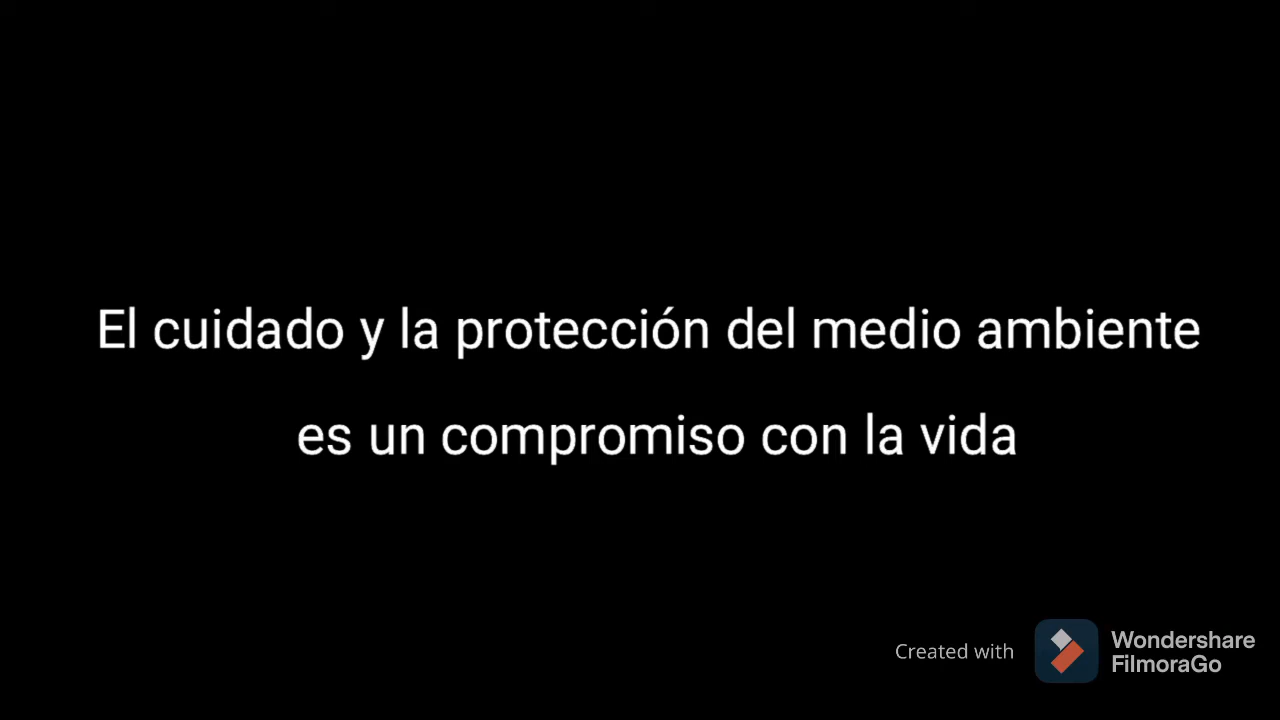 El cuidado y la protección del medio ambiente
es un compromiso con la vida
Created with
Wondershare
FilmoraGo